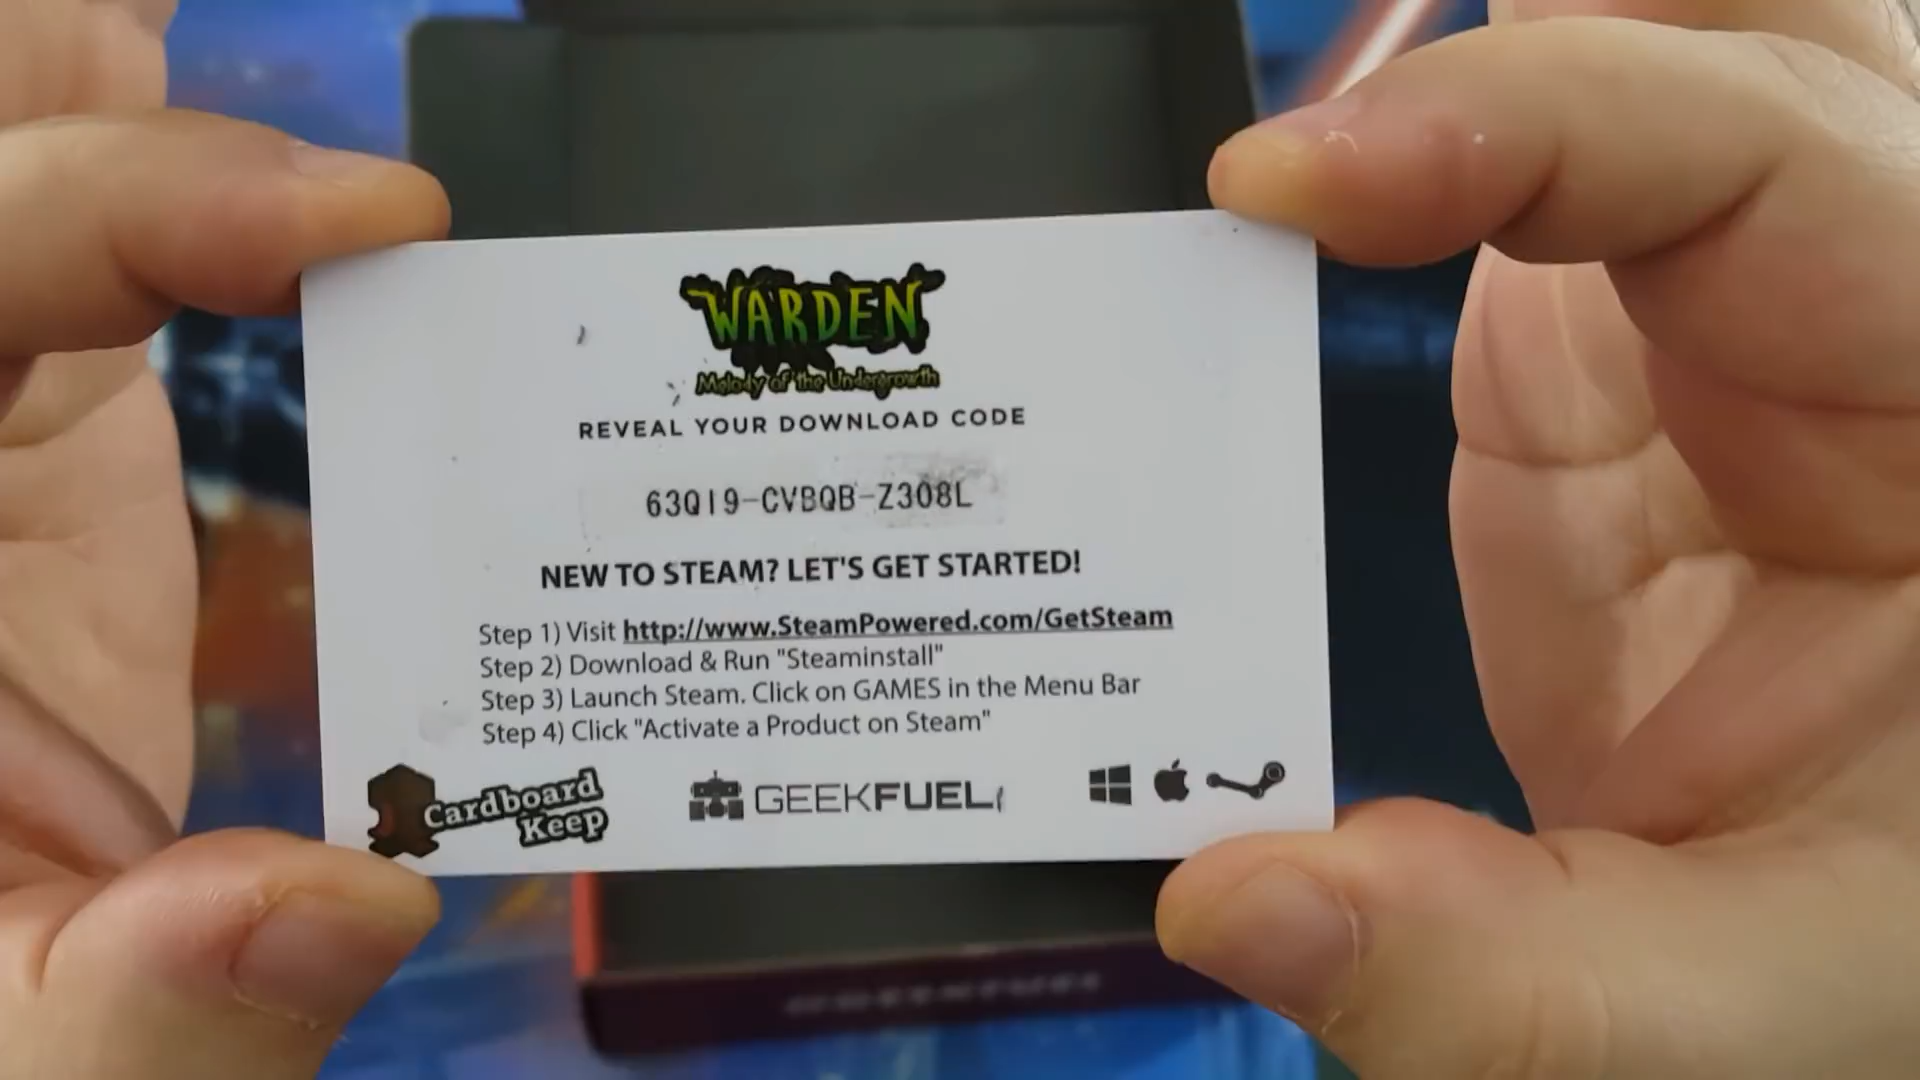 WARDEN
Melody of the Undergrowth
REVEAL YOUR DOWNLOAD CODE
63QI9-CVBQB-Z308L
NEW TO STEAM? LET'S GET STARTED!
Step 1) Visit http://www.SteamPowered.com/GetSteam
Step 2) Download & Run "Steaminstall"
Step 3) Launch Steam. Click on GAMES in the Menu Bar
Step 4) Click "Activate a Product on Steam"
Cardboard
Keep
GEEKFUEL